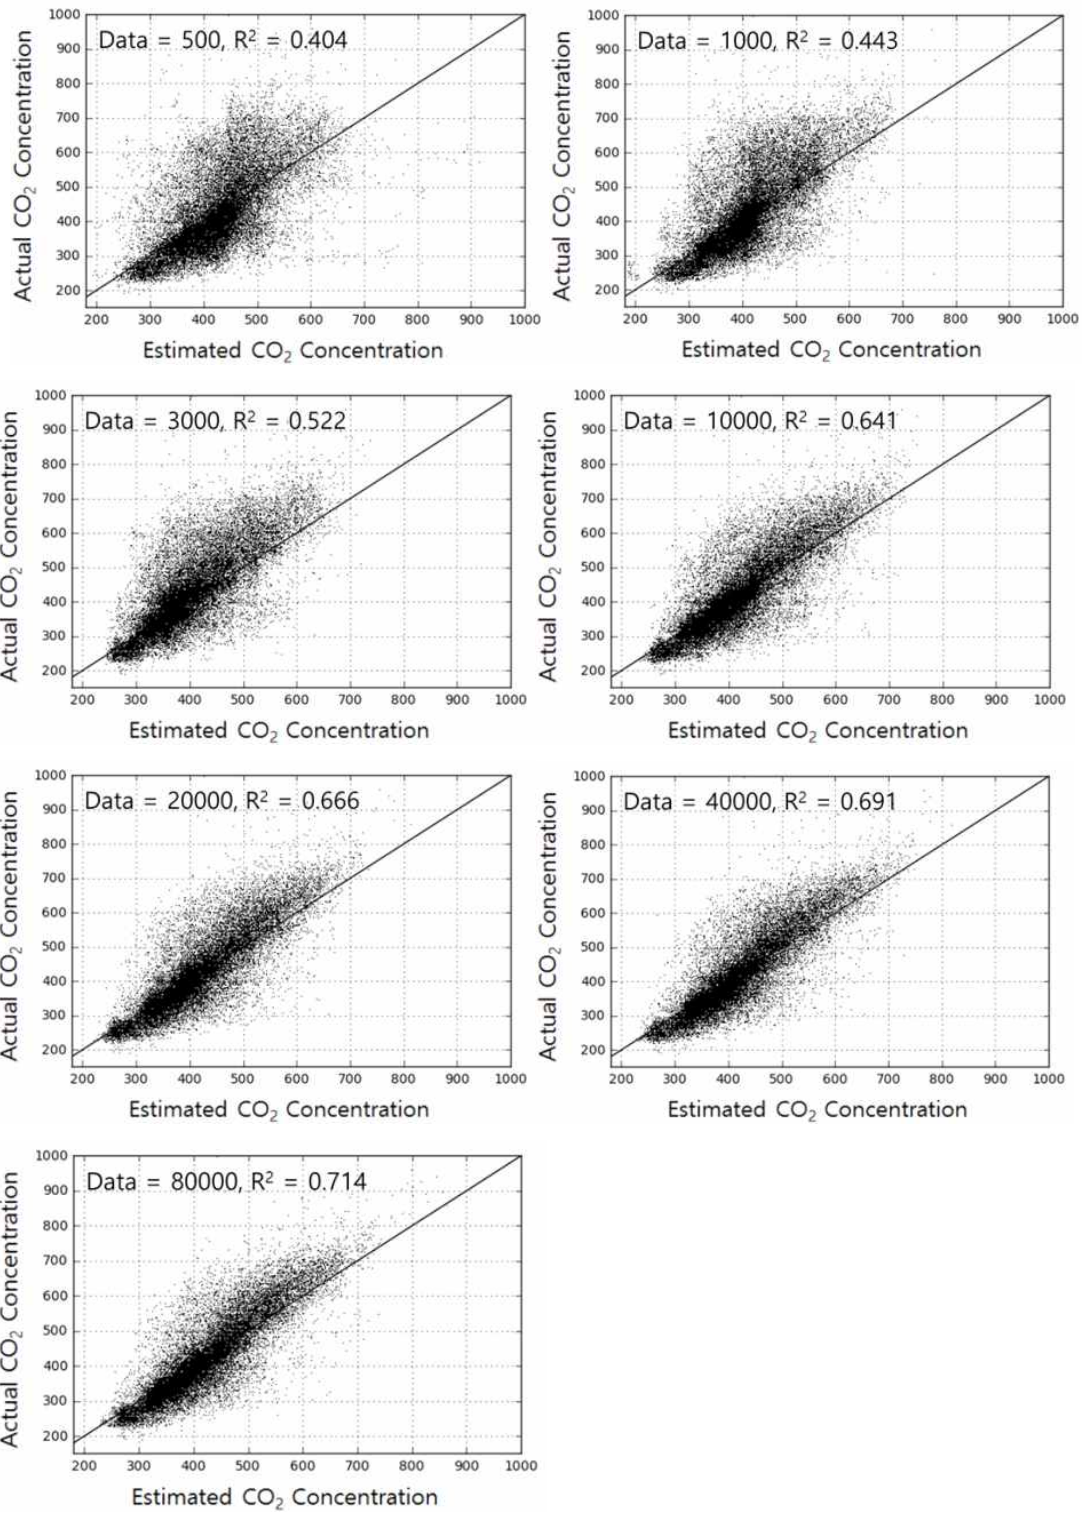 Data = 500, R² = 0.404
Actual CO₂ Concentration
1000
900
800
700
600
500
400
300
200
200 300 400 500 600 700 800 900 1000
Estimated CO₂ Concentration
Data = 1000, R² = 0.443
Actual CO₂ Concentration
1000
900
800
700
600
500
400
300
200
200 300 400 500 600 700 800 900 1000
Estimated CO₂ Concentration
Data = 3000, R² = 0.522
Actual CO₂ Concentration
1000
900
800
700
600
500
400
300
200
200 300 400 500 600 700 800 900 1000
Estimated CO₂ Concentration
Data = 10000, R² = 0.641
Actual CO₂ Concentration
1000
900
800
700
600
500
400
300
200
200 300 400 500 600 700 800 900 1000
Estimated CO₂ Concentration
Data = 20000, R² = 0.666
Actual CO₂ Concentration
1000
900
800
700
600
500
400
300
200
200 300 400 500 600 700 800 900 1000
Estimated CO₂ Concentration
Data = 40000, R² = 0.691
Actual CO₂ Concentration
1000
900
800
700
600
500
400
300
200
200 300 400 500 600 700 800 900 1000
Estimated CO₂ Concentration
Data = 80000, R² = 0.714
Actual CO₂ Concentration
1000
900
800
700
600
500
400
300
200
200 300 400 500 600 700 800 900 1000
Estimated CO₂ Concentration